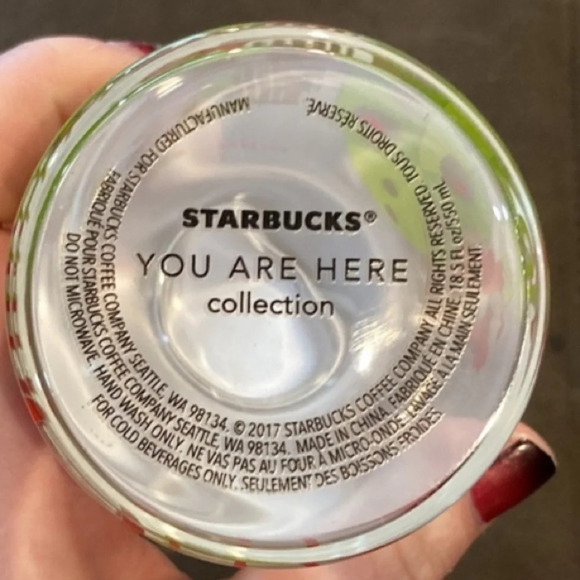 STARBUCKS®
YOU ARE HERE
collection
MANUFACTURED FOR STARBUCKS COFFEE COMPANY SEATTLE, WA 98134. © 2017 STARBUCKS COFFEE COMPANY ALL RIGHTS RESERVED TOUS DROITS RÉSERVÉ.
FABRIQUÉ POUR STARBUCKS COFFEE COMPANY SEATTLE, WA 98134. MADE IN CHINA. FABRIQUÉ EN CHINE. 18.5 FL oz/550 mL
DO NOT MICROWAVE. HAND WASH ONLY. NE VAS PAS AU FOUR À MICRO-ONDE. LAVAGE À LA MAIN SEULEMENT.
FOR COLD BEVERAGES ONLY. SEULEMENT DES BOISSONS FROIDES